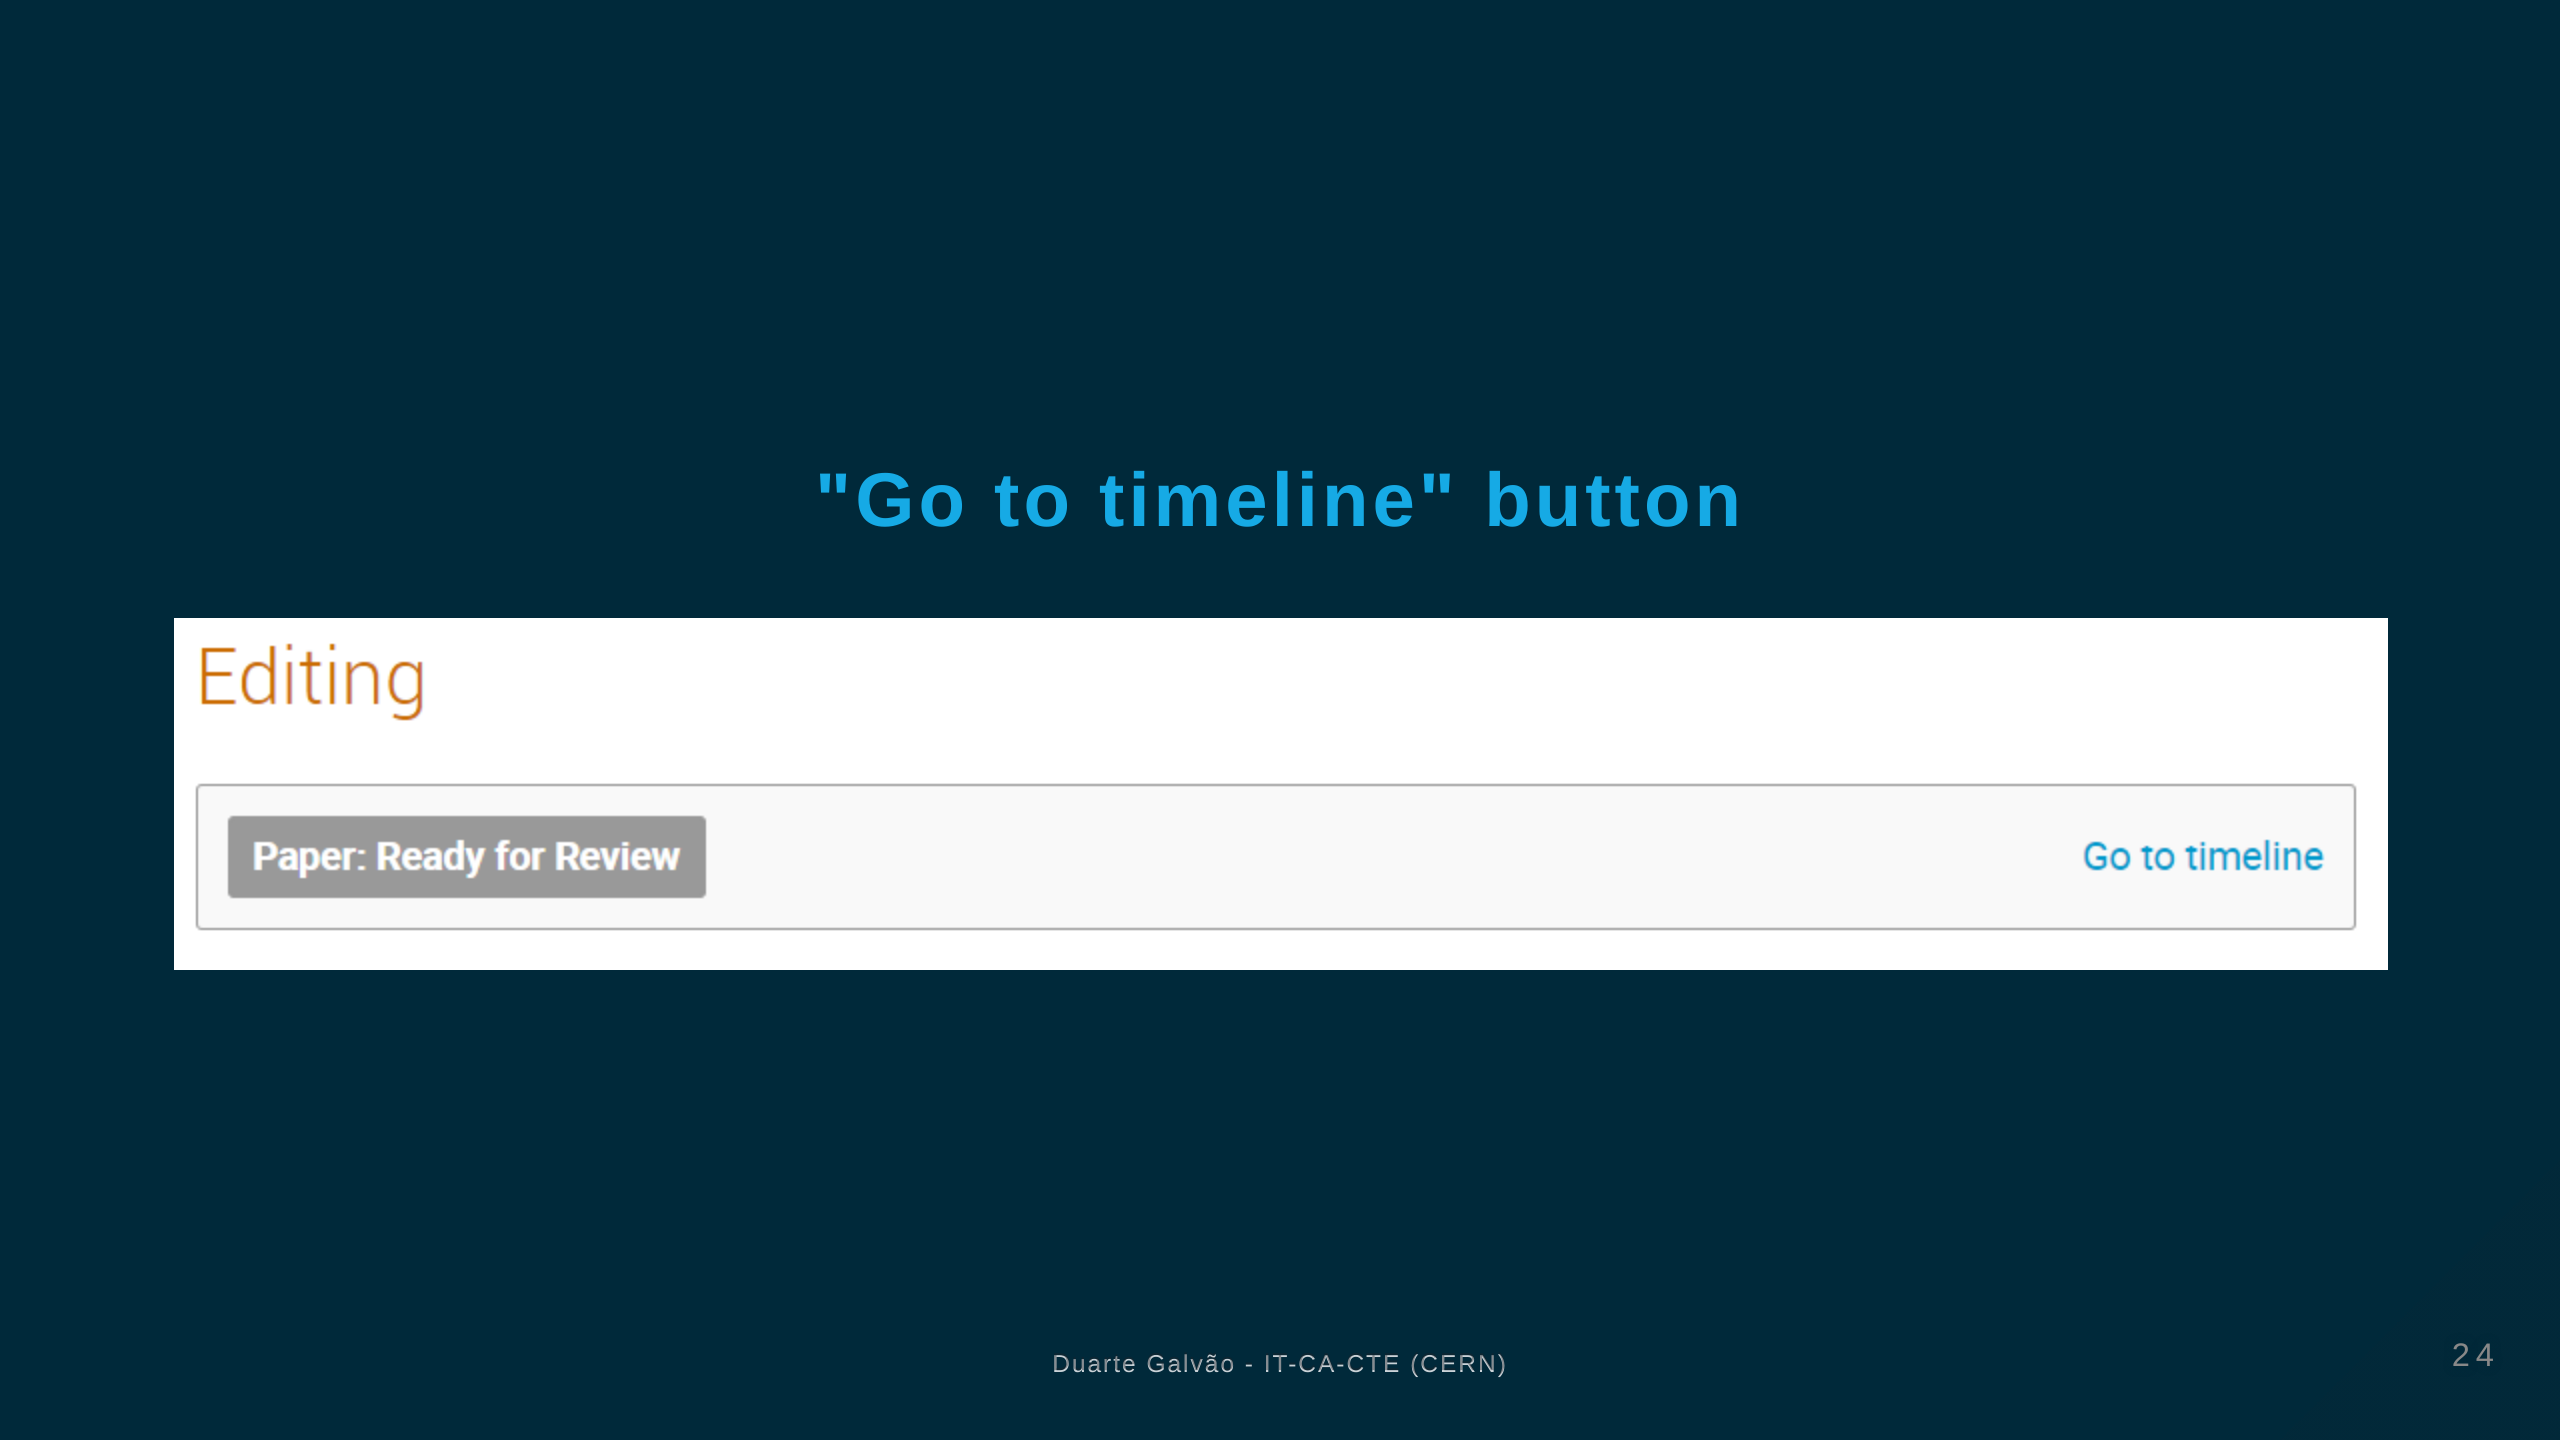 "Go to timeline" button
Editing
Paper: Ready for Review
Go to timeline
Duarte Galvão - IT-CA-CTE (CERN)
24